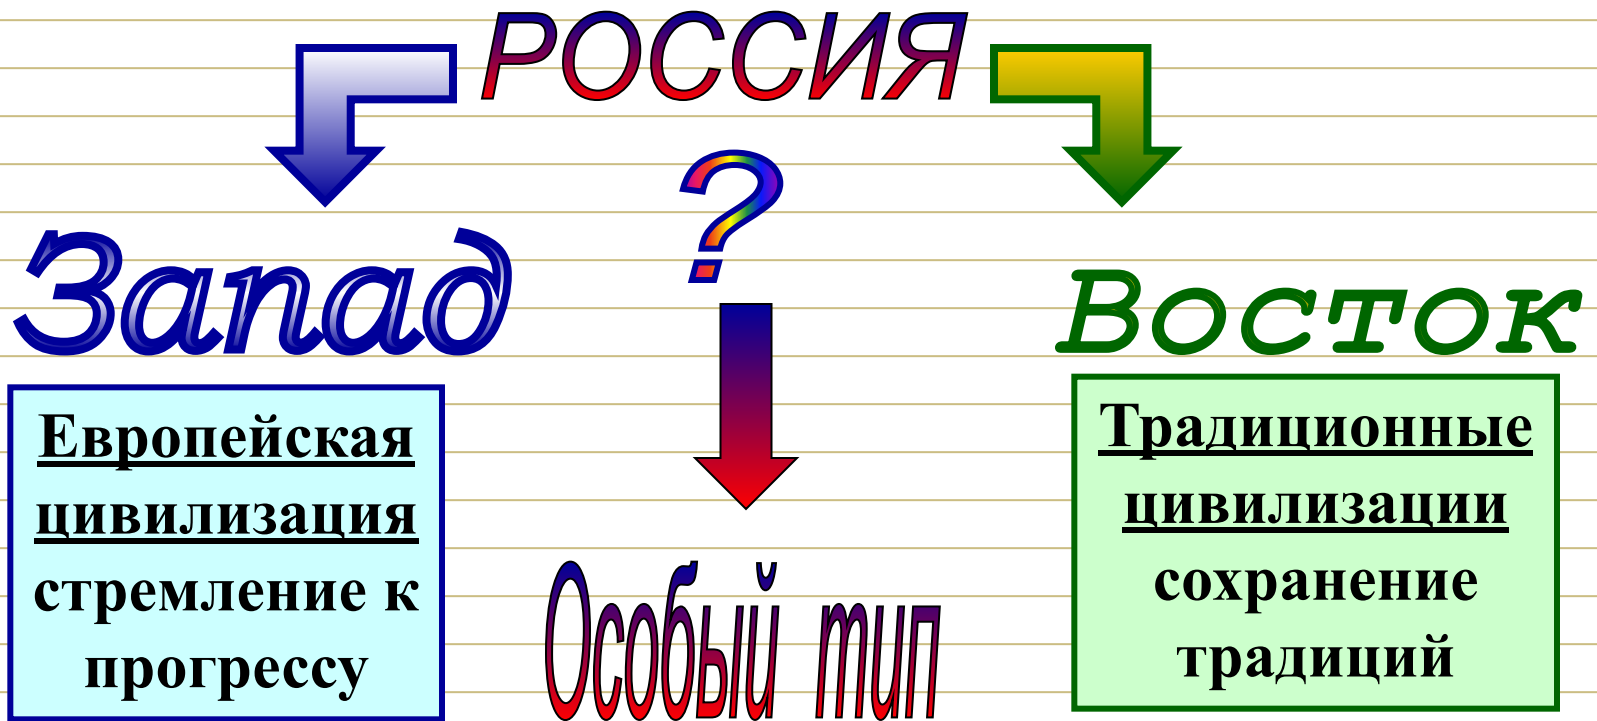 РОССИЯ
?
Запад
Восток
Европейская
цивилизация
стремление к
прогрессу
Особый тип
Традиционные
цивилизации
сохранение
традиций